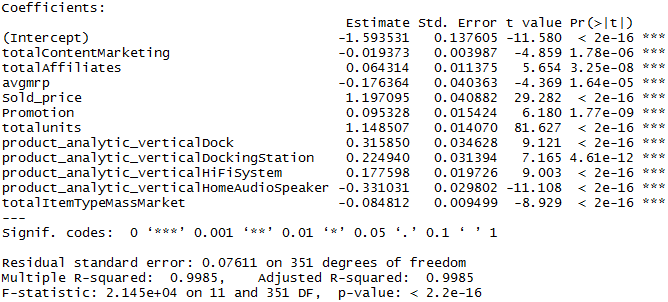 Coefficients:
                                      Estimate Std. Error t value Pr(>|t|)
(Intercept)                          -1.593531   0.137605 -11.580  < 2e-16 ***
totalContentMarketing                -0.019373   0.003987  -4.859 1.78e-06 ***
totalAffiliates                       0.064314   0.011375   5.654 3.25e-08 ***
avgmrp                               -0.176364   0.040363  -4.369 1.64e-05 ***
Sold_price                            1.197095   0.040882  29.282  < 2e-16 ***
Promotion                             0.095328   0.015424   6.180 1.77e-09 ***
totalunits                            1.148507   0.014070  81.627  < 2e-16 ***
product_analytic_verticalDock         0.315850   0.034628   9.121  < 2e-16 ***
product_analytic_verticalDockingStation 0.224940   0.031394   7.165 4.61e-12 ***
product_analytic_verticalHiFiSystem   0.177598   0.019726   9.003  < 2e-16 ***
product_analytic_verticalHomeAudioSpeaker -0.331031   0.029802 -11.108  < 2e-16 ***
totalItemTypeMassMarket              -0.084812   0.009499  -8.929  < 2e-16 ***
---
Signif. codes:  0 ‘***’ 0.001 ‘**’ 0.01 ‘*’ 0.05 ‘.’ 0.1 ‘ ’ 1
Residual standard error: 0.07611 on 351 degrees of freedom
Multiple R-squared:  0.9985,	Adjusted R-squared:  0.9985
F-statistic: 2.145e+04 on 11 and 351 DF,  p-value: < 2.2e-16